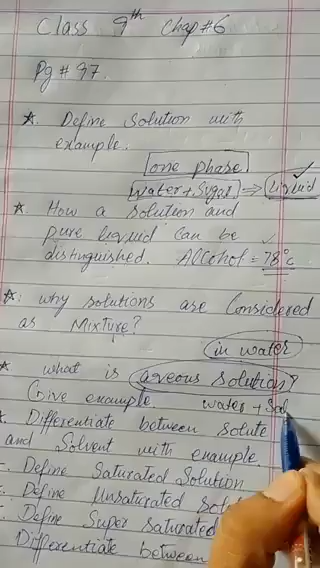 Class 9th Chap #6
Pg # 97.
* Define Solution with
example.
one phase
Water + Sugar => liquid
* How a solution and
pure liquid can be
distinguished. Alcohol = 78°c
*: why solutions are Considered
as Mixture?
in water
* what is aqeous solution?
Give example water + Sal
*. Differentiate between solute
and Solvent with example.
Define Saturated Solution
Define Unsaturated
Define Super saturated
Differentiate between